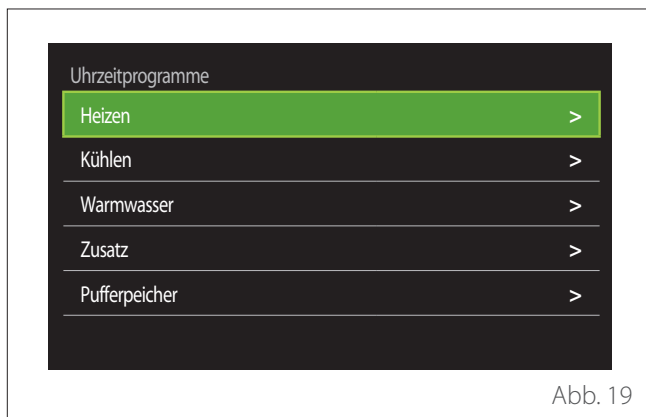 Uhrzeitprogramme
Heizen >
Kühlen >
Warmwasser >
Zusatz >
Pufferpeicher >
Abb. 19